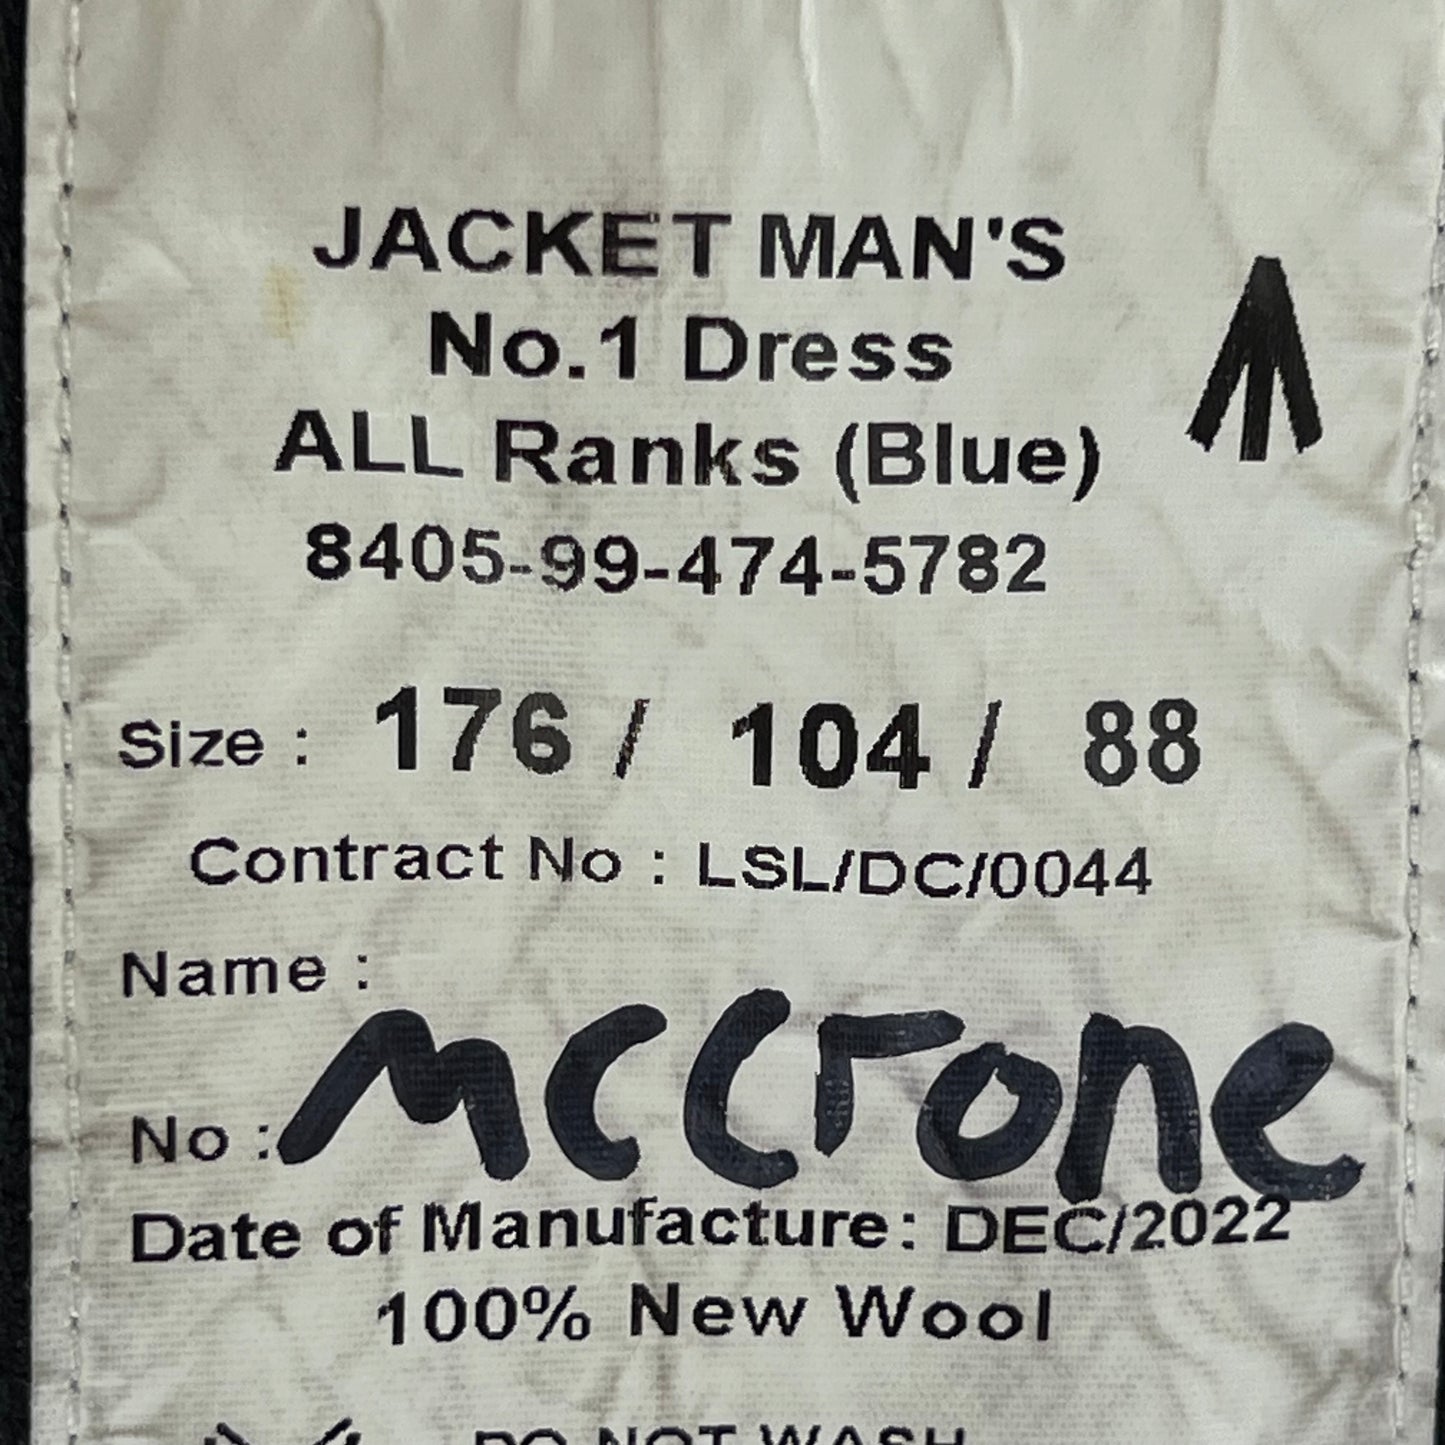 JACKET MAN'S
No.1 Dress
ALL Ranks (Blue)
8405-99-474-5782
Size : 176 / 104 / 88
Contract No : LSL/DC/0044
Name :
No : mccrone
Date of Manufacture: DEC/2022
100% New Wool
DO NOT WASH